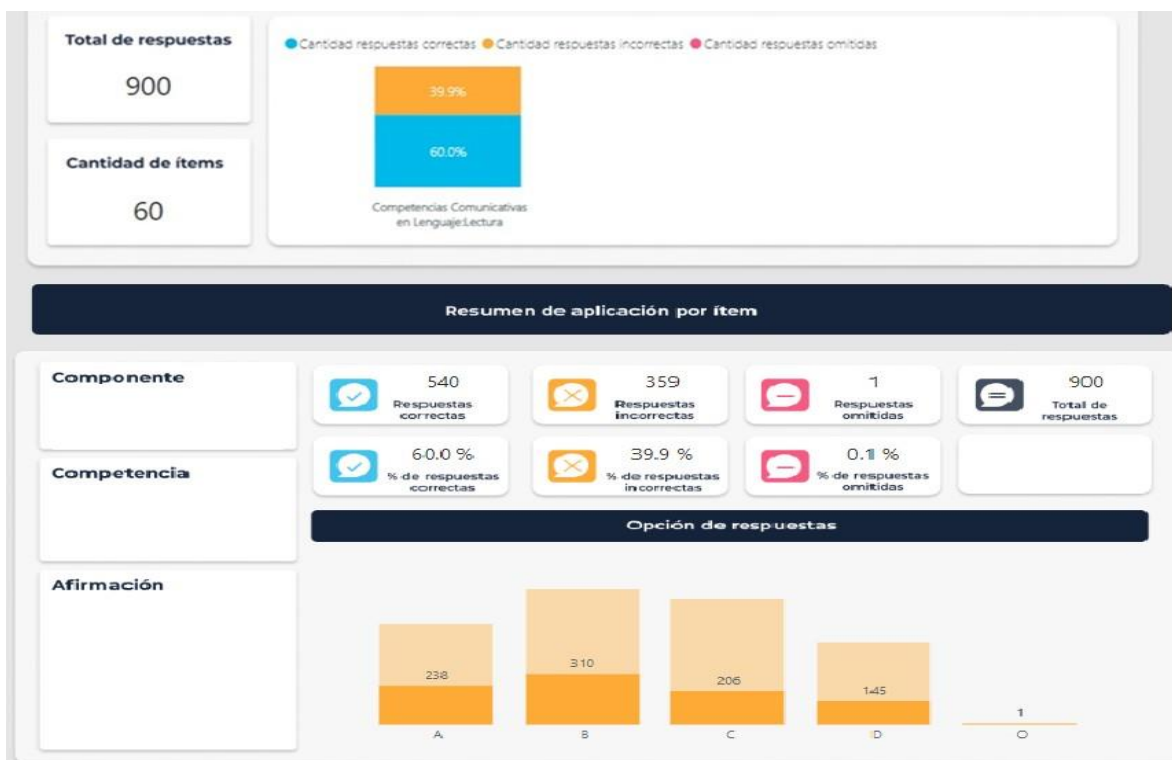 Total de respuestas
900
Cantidad de ítems
60
Cantidad respuestas correctas Cantidad respuestas incorrectas Cantidad respuestas omitidas
39.9%
60.0%
Competencias Comunicativas
en Lenguaje:Lectura
Resumen de aplicación por ítem
Componente
Competencia
Afirmación
540
Respuestas
correctas
359
Respuestas
incorrectas
1
Respuestas
omitidas
900
Total de
respuestas
60.0 %
% de respuestas
correctas
39.9 %
% de respuestas
incorrectas
0.1 %
% de respuestas
omitidas
Opción de respuestas
238
310
206
145
1
A
B
C
D
O